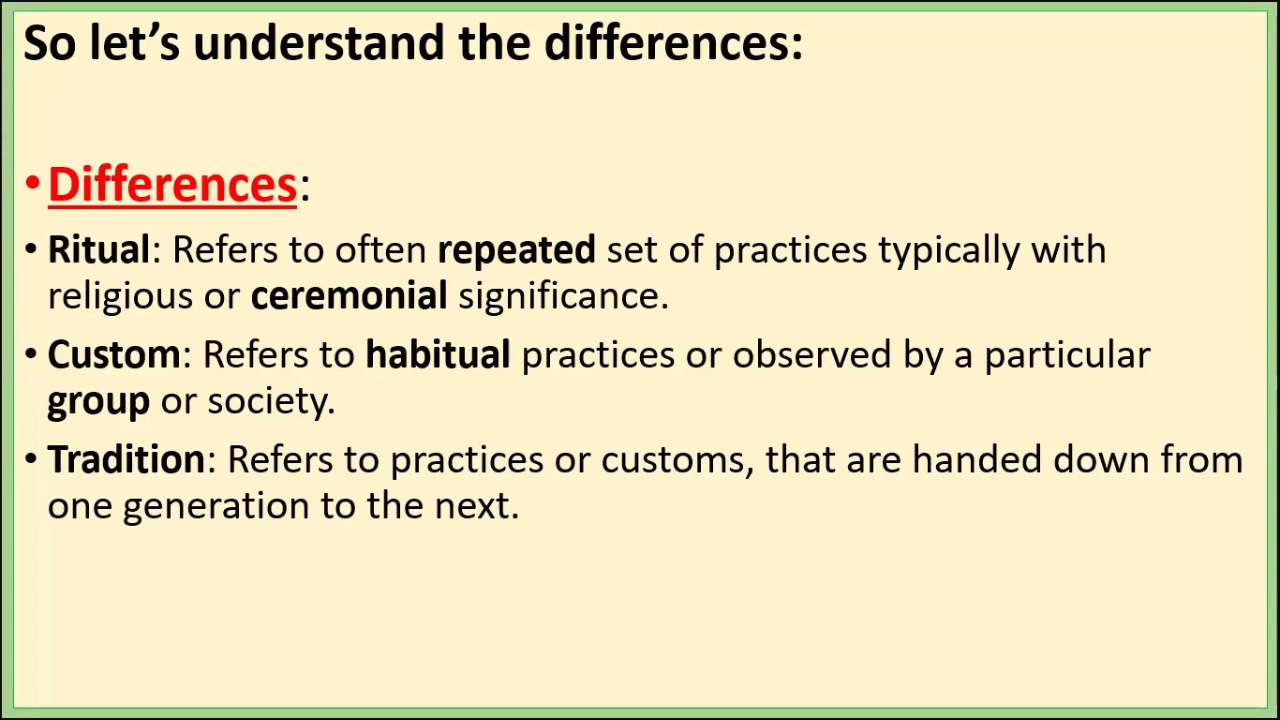 So let’s understand the differences:
•Differences:
• Ritual: Refers to often repeated set of practices typically with
religious or ceremonial significance.
• Custom: Refers to habitual practices or observed by a particular
group or society.
• Tradition: Refers to practices or customs, that are handed down from
one generation to the next.